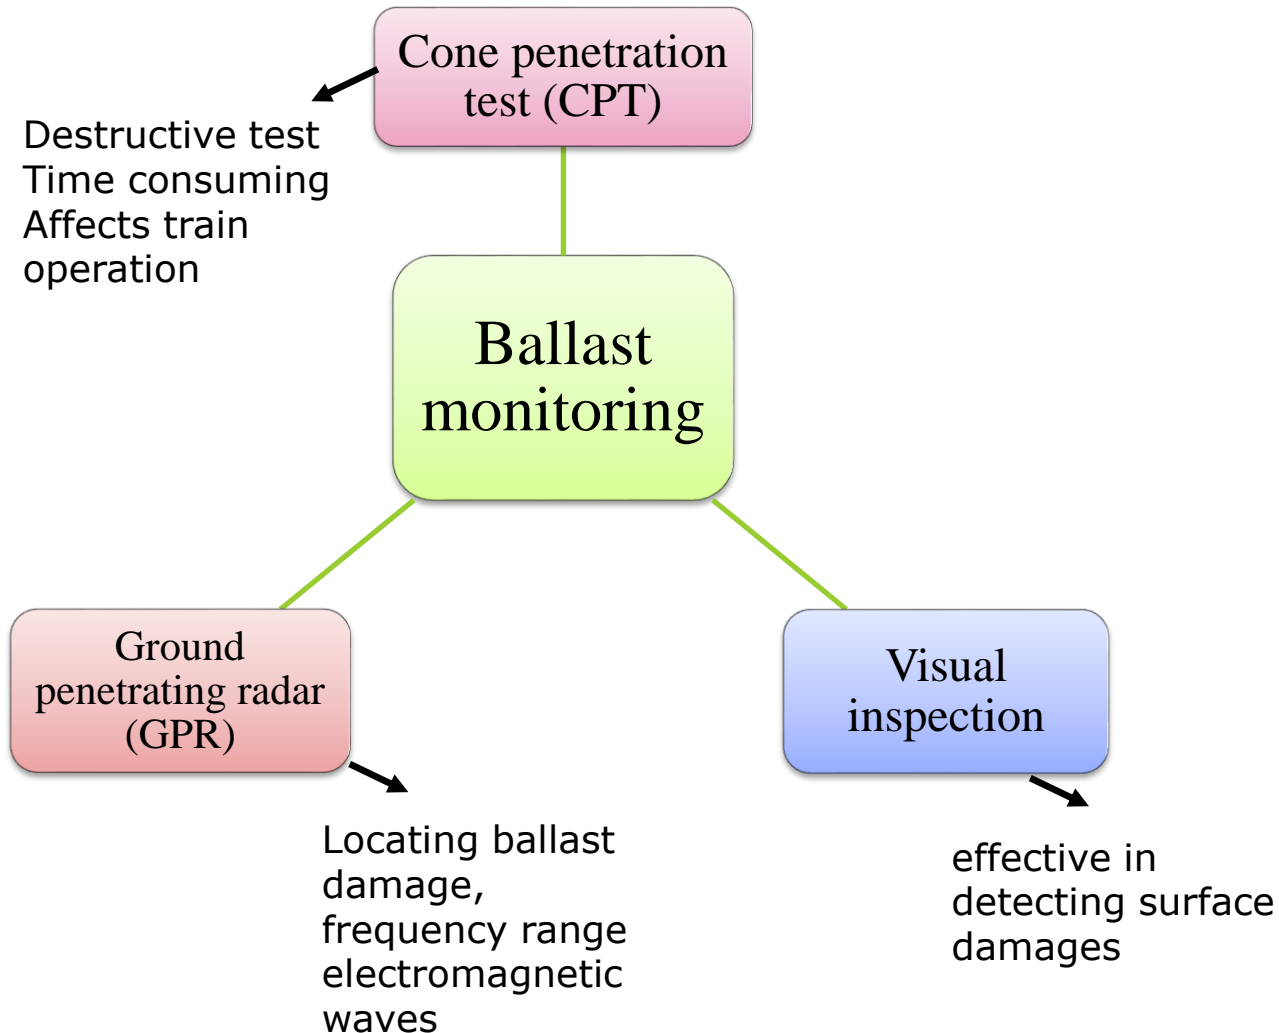 Cone penetration
test (CPT)
Destructive test
Time consuming
Affects train
operation
Ballast
monitoring
Ground
penetrating radar
(GPR)
Visual
inspection
Locating ballast
damage,
frequency range
electromagnetic
waves
effective in
detecting surface
damages